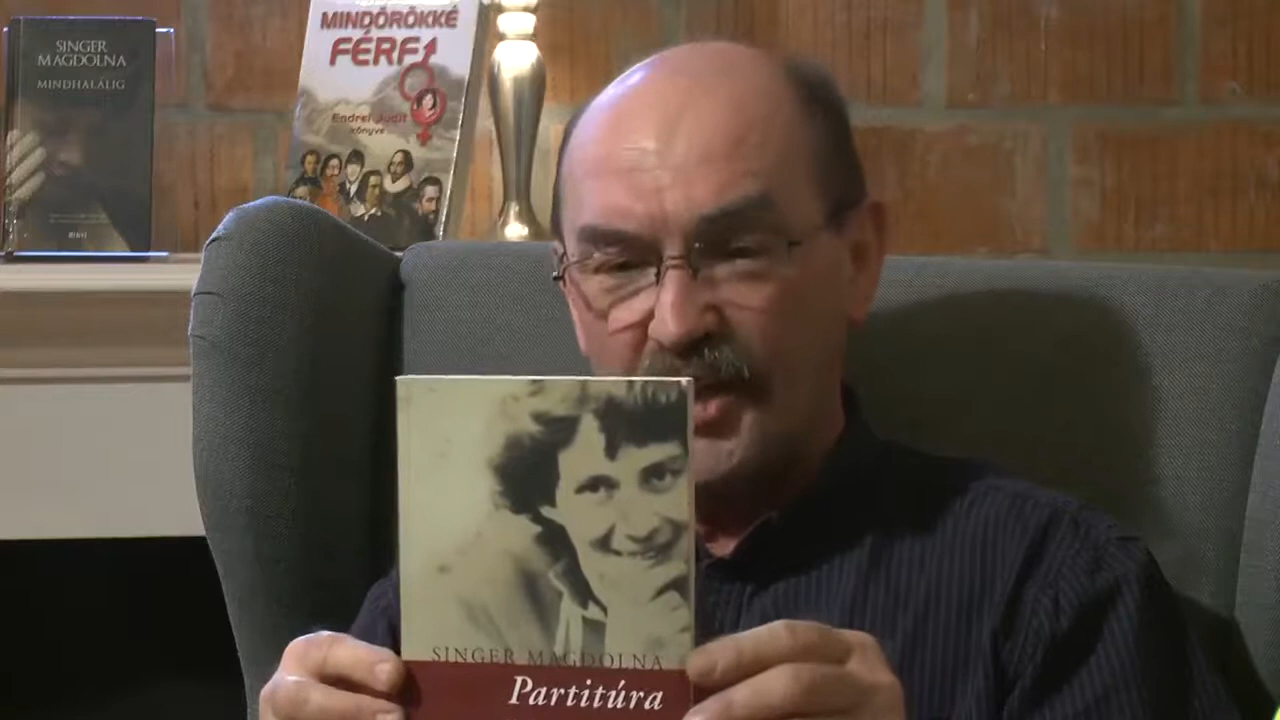 SINGER
MAGDOLNA
MINDHALÁLIG
MINDÖRÖKKÉ
FÉRFI
Endrei Judit
könyve
SINGER MAGDOLNA
Partitúra